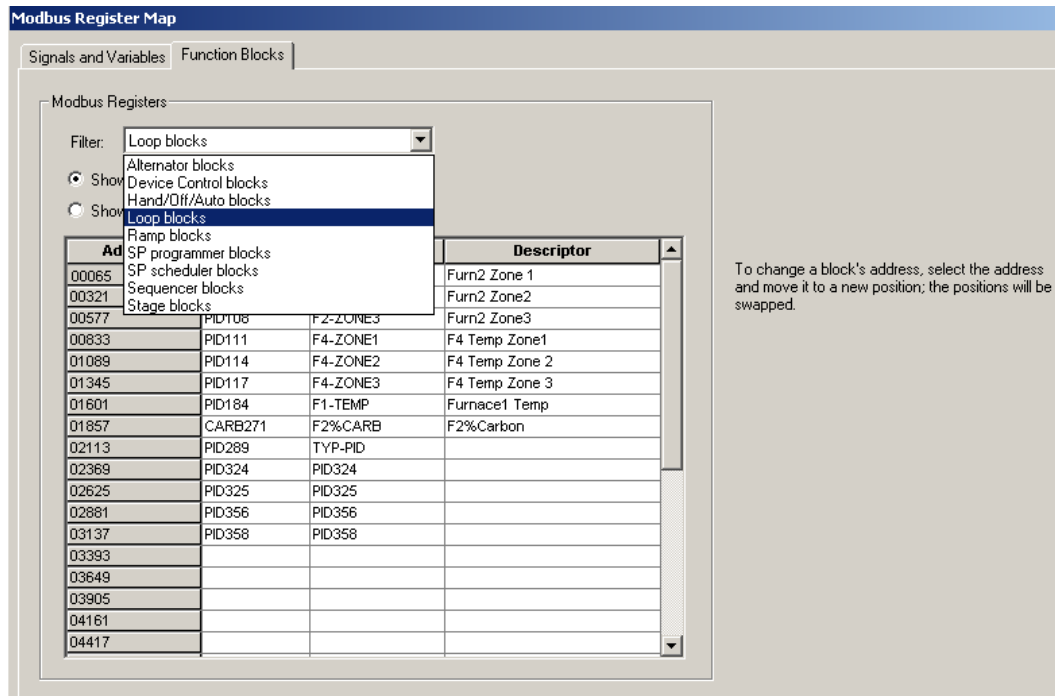 Modbus Register Map
Signals and Variables Function Blocks
Modbus Registers
Filter: Loop blocks
Alternator blocks
Show Device Control blocks
Hand/Off/Auto blocks
Show Loop blocks
Ramp blocks
SP programmer blocks
SP scheduler blocks
Sequencer blocks
Stage blocks
Ad Descriptor
00065 Furn2 Zone 1
00321 Furn2 Zone2
00577 PID108 F2-ZONE3 Furn2 Zone3
00833 PID111 F4-ZONE1 F4 Temp Zone1
01089 PID114 F4-ZONE2 F4 Temp Zone 2
01345 PID117 F4-ZONE3 F4 Temp Zone 3
01601 PID184 F1-TEMP Furnace1 Temp
01857 CARB271 F2%CARB F2%Carbon
02113 PID289 TYP-PID
02369 PID324 PID324
02625 PID325 PID325
02881 PID356 PID356
03137 PID358 PID358
03393
03649
03905
04161
04417
To change a block's address, select the address
and move it to a new position; the positions will be
swapped.